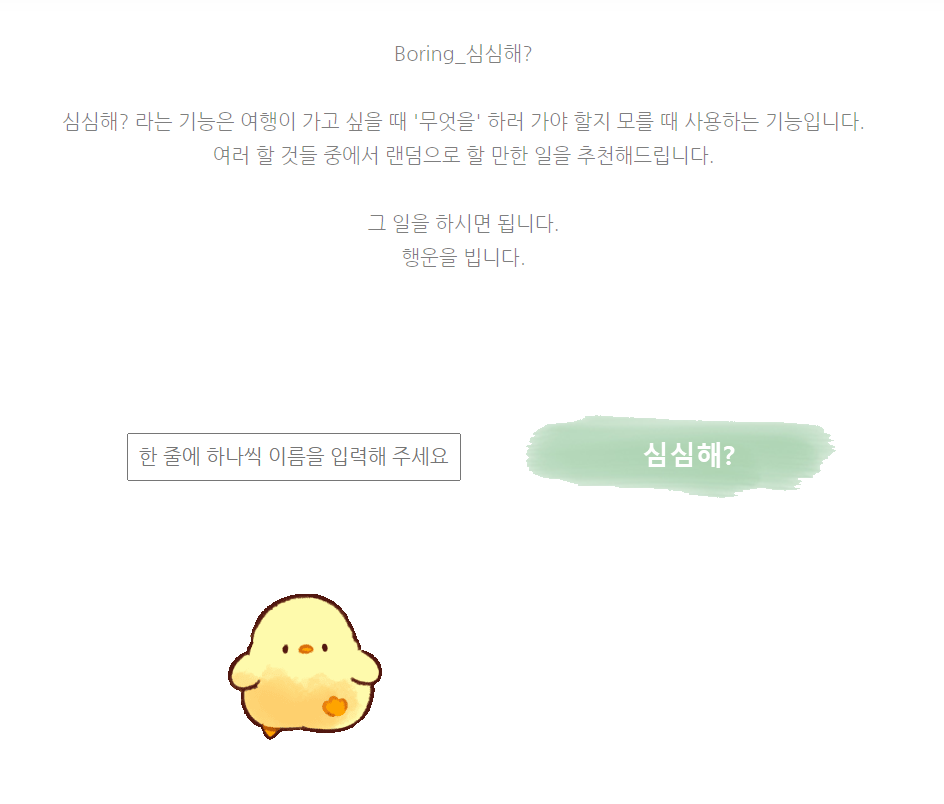 Boring_심심해?
심심해? 라는 기능은 여행이 가고 싶을 때 '무엇을' 하러 가야 할지 모를 때 사용하는 기능입니다.
여러 할 것들 중에서 랜덤으로 할 만한 일을 추천해드립니다.
그 일을 하시면 됩니다.
행운을 빕니다.
한 줄에 하나씩 이름을 입력해 주세요
심심해?